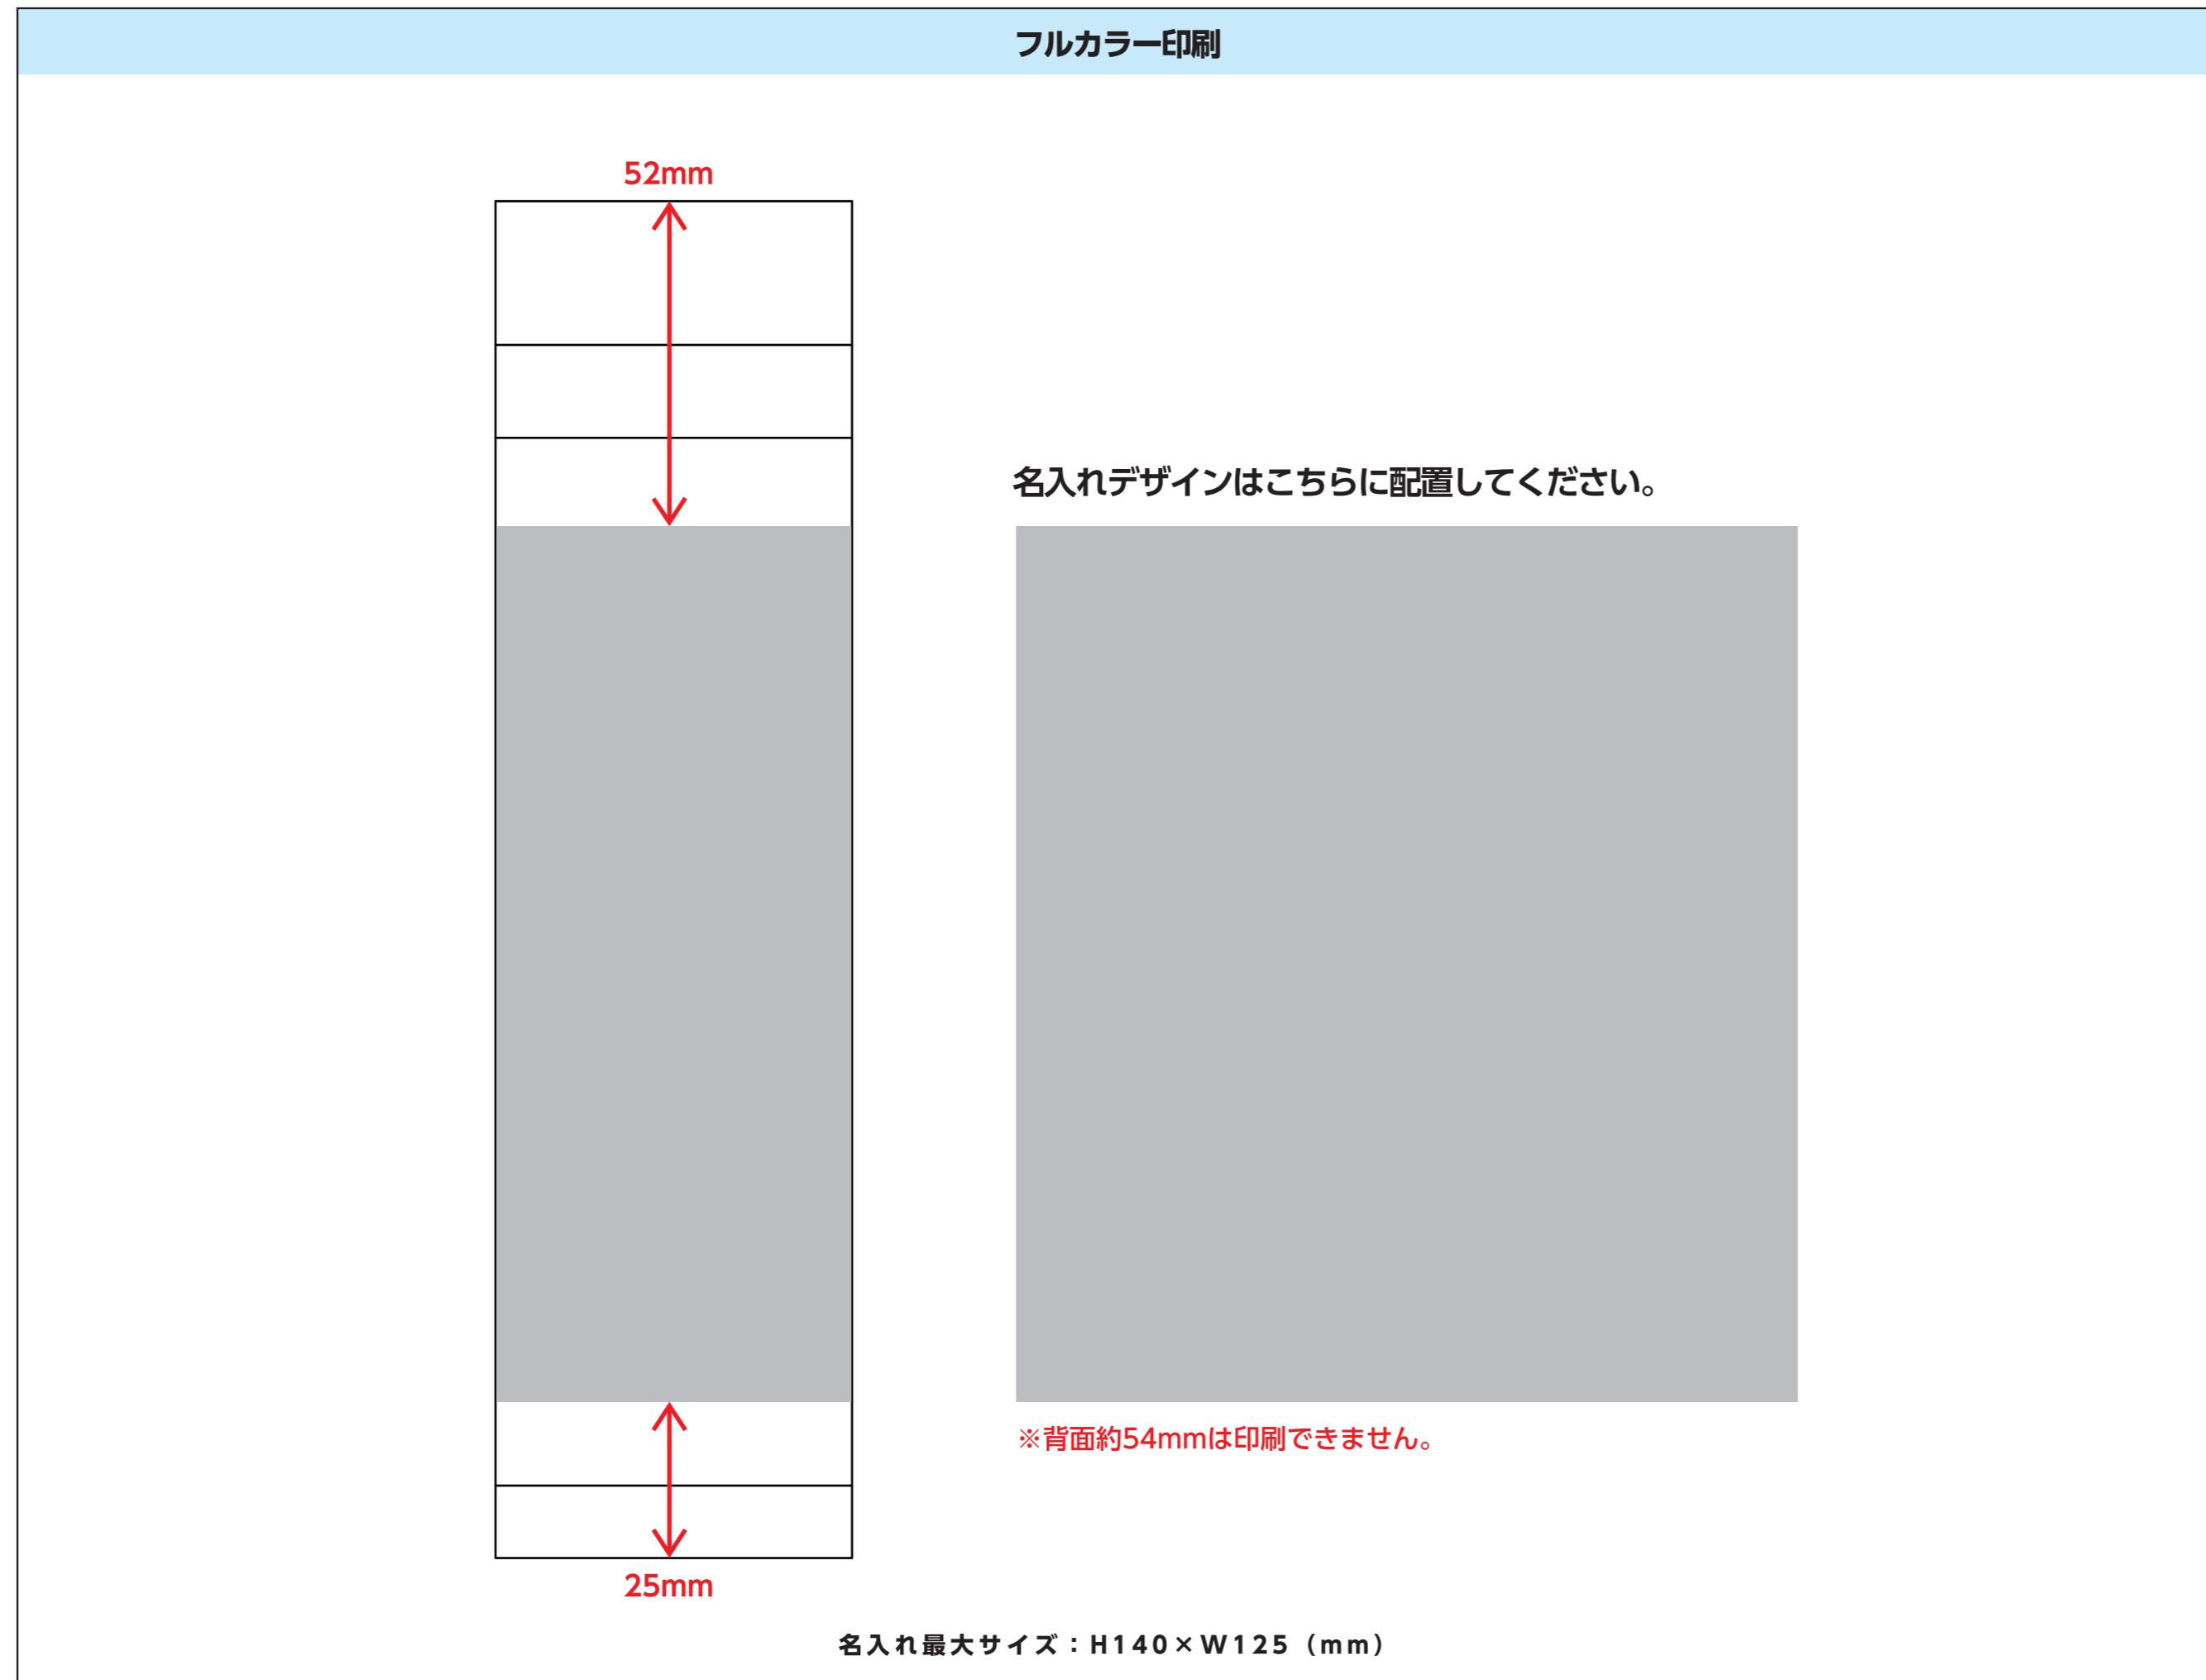 フルカラー印刷
52mm
名入れデザインはこちらに配置してください。
※背面約54mmは印刷できません。
25mm
名入れ最大サイズ：H140×W125（mm）